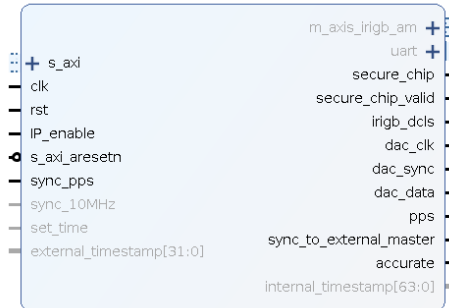 s_axi
clk
rst
IP_enable
s_axi_aresetn
sync_pps
sync_10MHz
set_time
external_timestamp[31:0]
m_axis_irigb_am
uart
secure_chip
secure_chip_valid
irigb_dcls
dac_clk
dac_sync
dac_data
pps
sync_to_external_master
accurate
internal_timestamp[63:0]